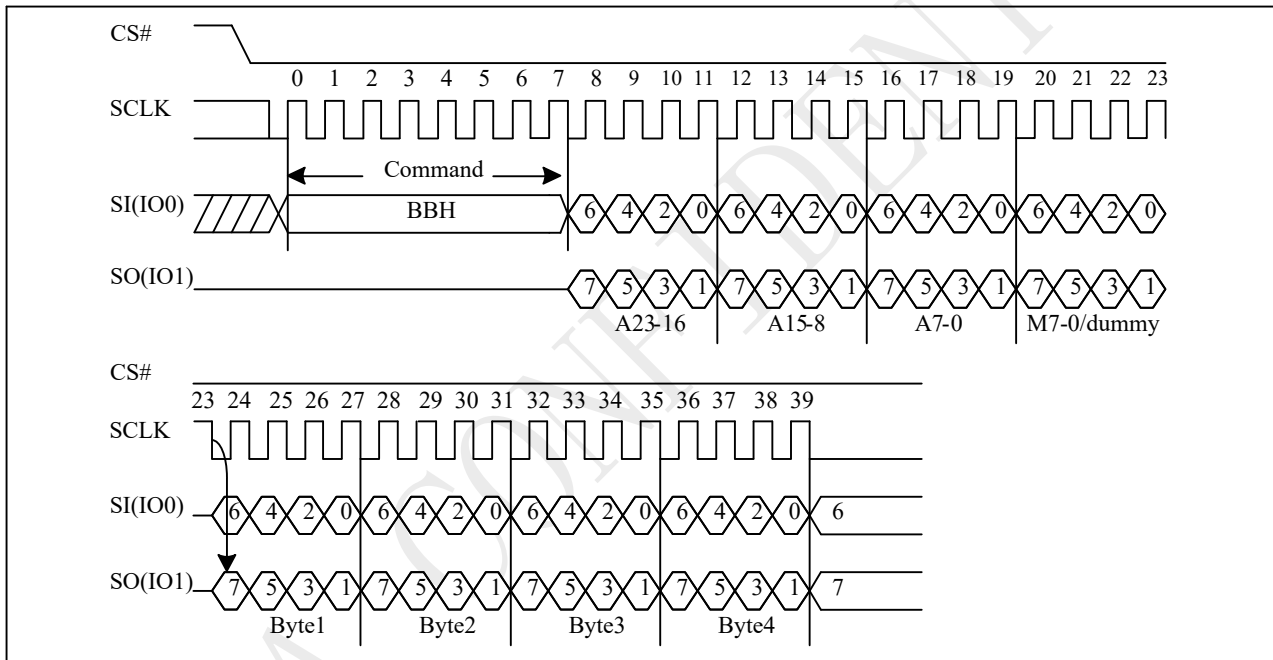 CS#
0 1 2 3 4 5 6 7 8 9 10 11 12 13 14 15 16 17 18 19 20 21 22 23
SCLK
Command
SI(IO0) BBH 6 4 2 0 6 4 2 0 6 4 2 0 6 4 2 0
SO(IO1) 7 5 3 1 7 5 3 1 7 5 3 1 7 5 3 1
A23-16 A15-8 A7-0 M7-0/dummy
CS#
23 24 25 26 27 28 29 30 31 32 33 34 35 36 37 38 39
SCLK
SI(IO0) 6 4 2 0 6 4 2 0 6 4 2 0 6 4 2 0 6
SO(IO1) 7 5 3 1 7 5 3 1 7 5 3 1 7 5 3 1 7
Byte1 Byte2 Byte3 Byte4